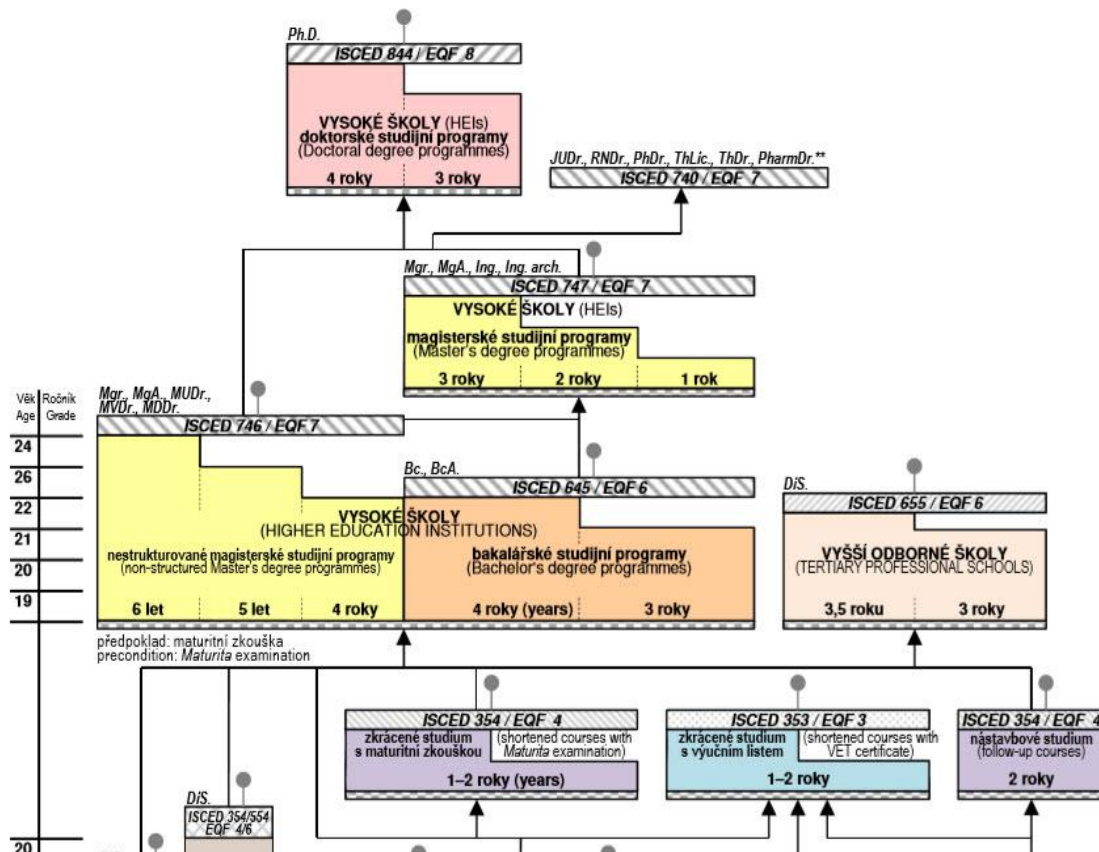 Ph.D.
ISCED 844 / EQF 8
VYSOKÉ ŠKOLY (HEIs)
doktorské studijní programy
(Doctoral degree programmes)
4 roky 3 roky
JUDr., RNDr., PhDr., ThLic., ThDr., PharmDr.**
ISCED 740 / EQF 7
Mgr., MgA., Ing., Ing. arch.
ISCED 747 / EQF 7
VYSOKÉ ŠKOLY (HEIs)
magisterské studijní programy
(Master's degree programmes)
3 roky 2 roky 1 rok
Věk Ročník
Age Grade
24
26
22
21
20
19
Mgr., MgA., MUDr.,
MVDr., MDDr.
ISCED 746 / EQF 7
Bc., BcA.
ISCED 645 / EQF 6
VYSOKÉ ŠKOLY
(HIGHER EDUCATION INSTITUTIONS)
nestrukturované magisterské studijní programy
(non-structured Master's degree programmes)
6 let 5 let 4 roky
bakalářské studijní programy
(Bachelor's degree programmes)
4 roky (years) 3 roky
DiS.
ISCED 655 / EQF 6
VYŠŠÍ ODBORNÉ ŠKOLY
(TERTIARY PROFESSIONAL SCHOOLS)
3,5 roku 3 roky
předpoklad: maturitní zkouška
precondition: Maturita examination
ISCED 354 / EQF 4
zkrácené studium (shortened courses with
s maturitní zkouškou Maturita examination)
1–2 roky (years)
ISCED 353 / EQF 3
zkrácené studium (shortened courses with
s výučním listem VET certificate)
1–2 roky
ISCED 354 / EQF 4
nástavbové studium
(follow-up courses)
2 roky
DiS.
ISCED 354/554
EQF 4/6
20